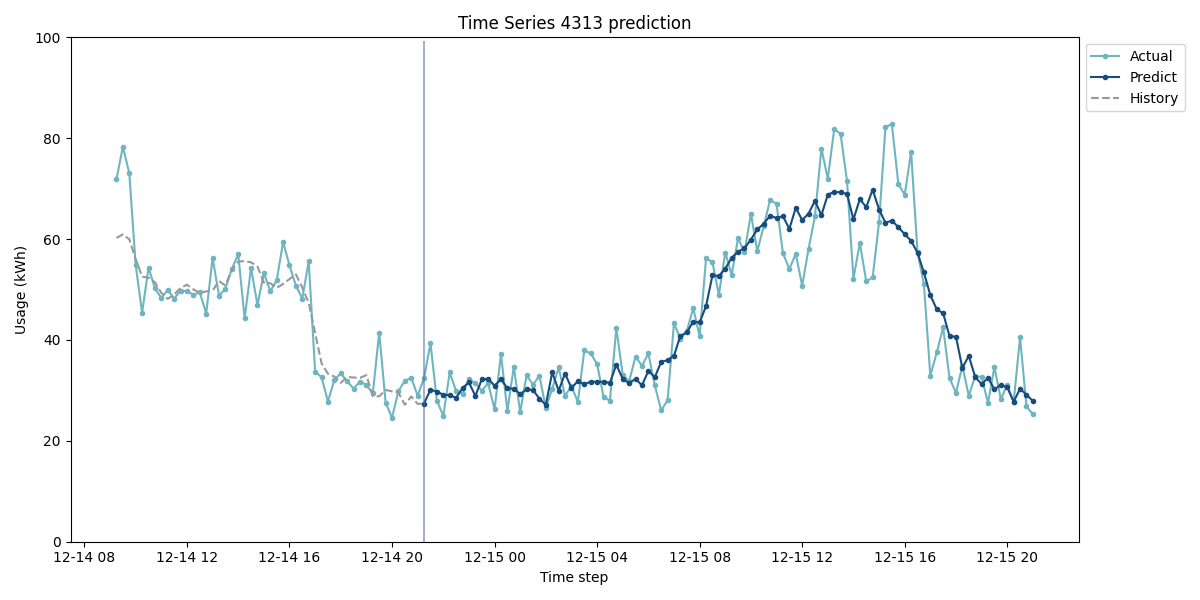 Time Series 4313 prediction
Usage (kWh)
100
80
60
40
20
0
12-14 08
12-14 12
12-14 16
12-14 20
12-15 00
12-15 04
12-15 08
12-15 12
12-15 16
12-15 20
Time step
Actual
Predict
History